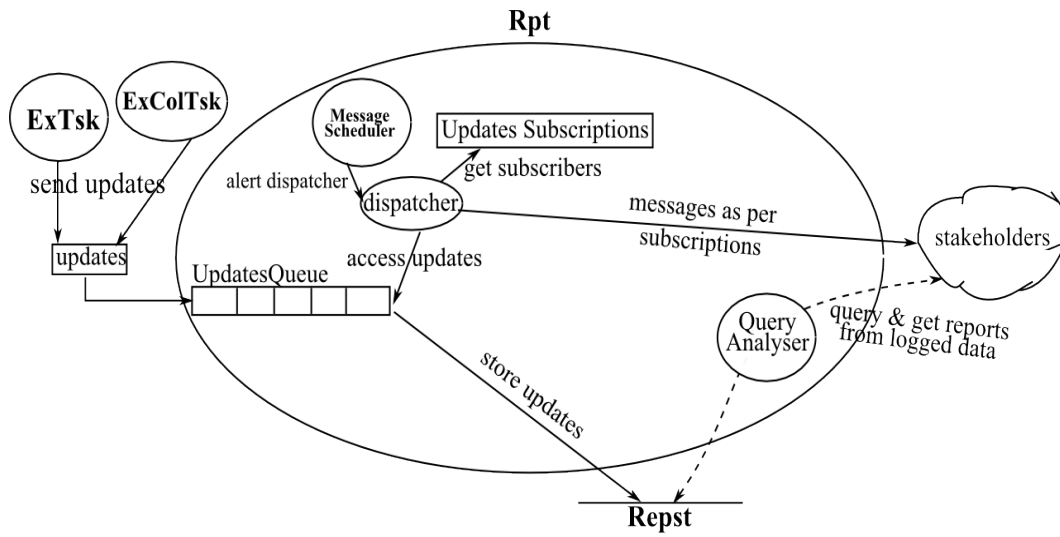 Rpt
ExTsk
ExColTsk
Message
Scheduler
Updates Subscriptions
send updates
alert dispatcher
get subscribers
dispatcher
messages as per
subscriptions
stakeholders
updates
access updates
UpdatesQueue
Query
Analyser
query & get reports
from logged data
store updates
Repst